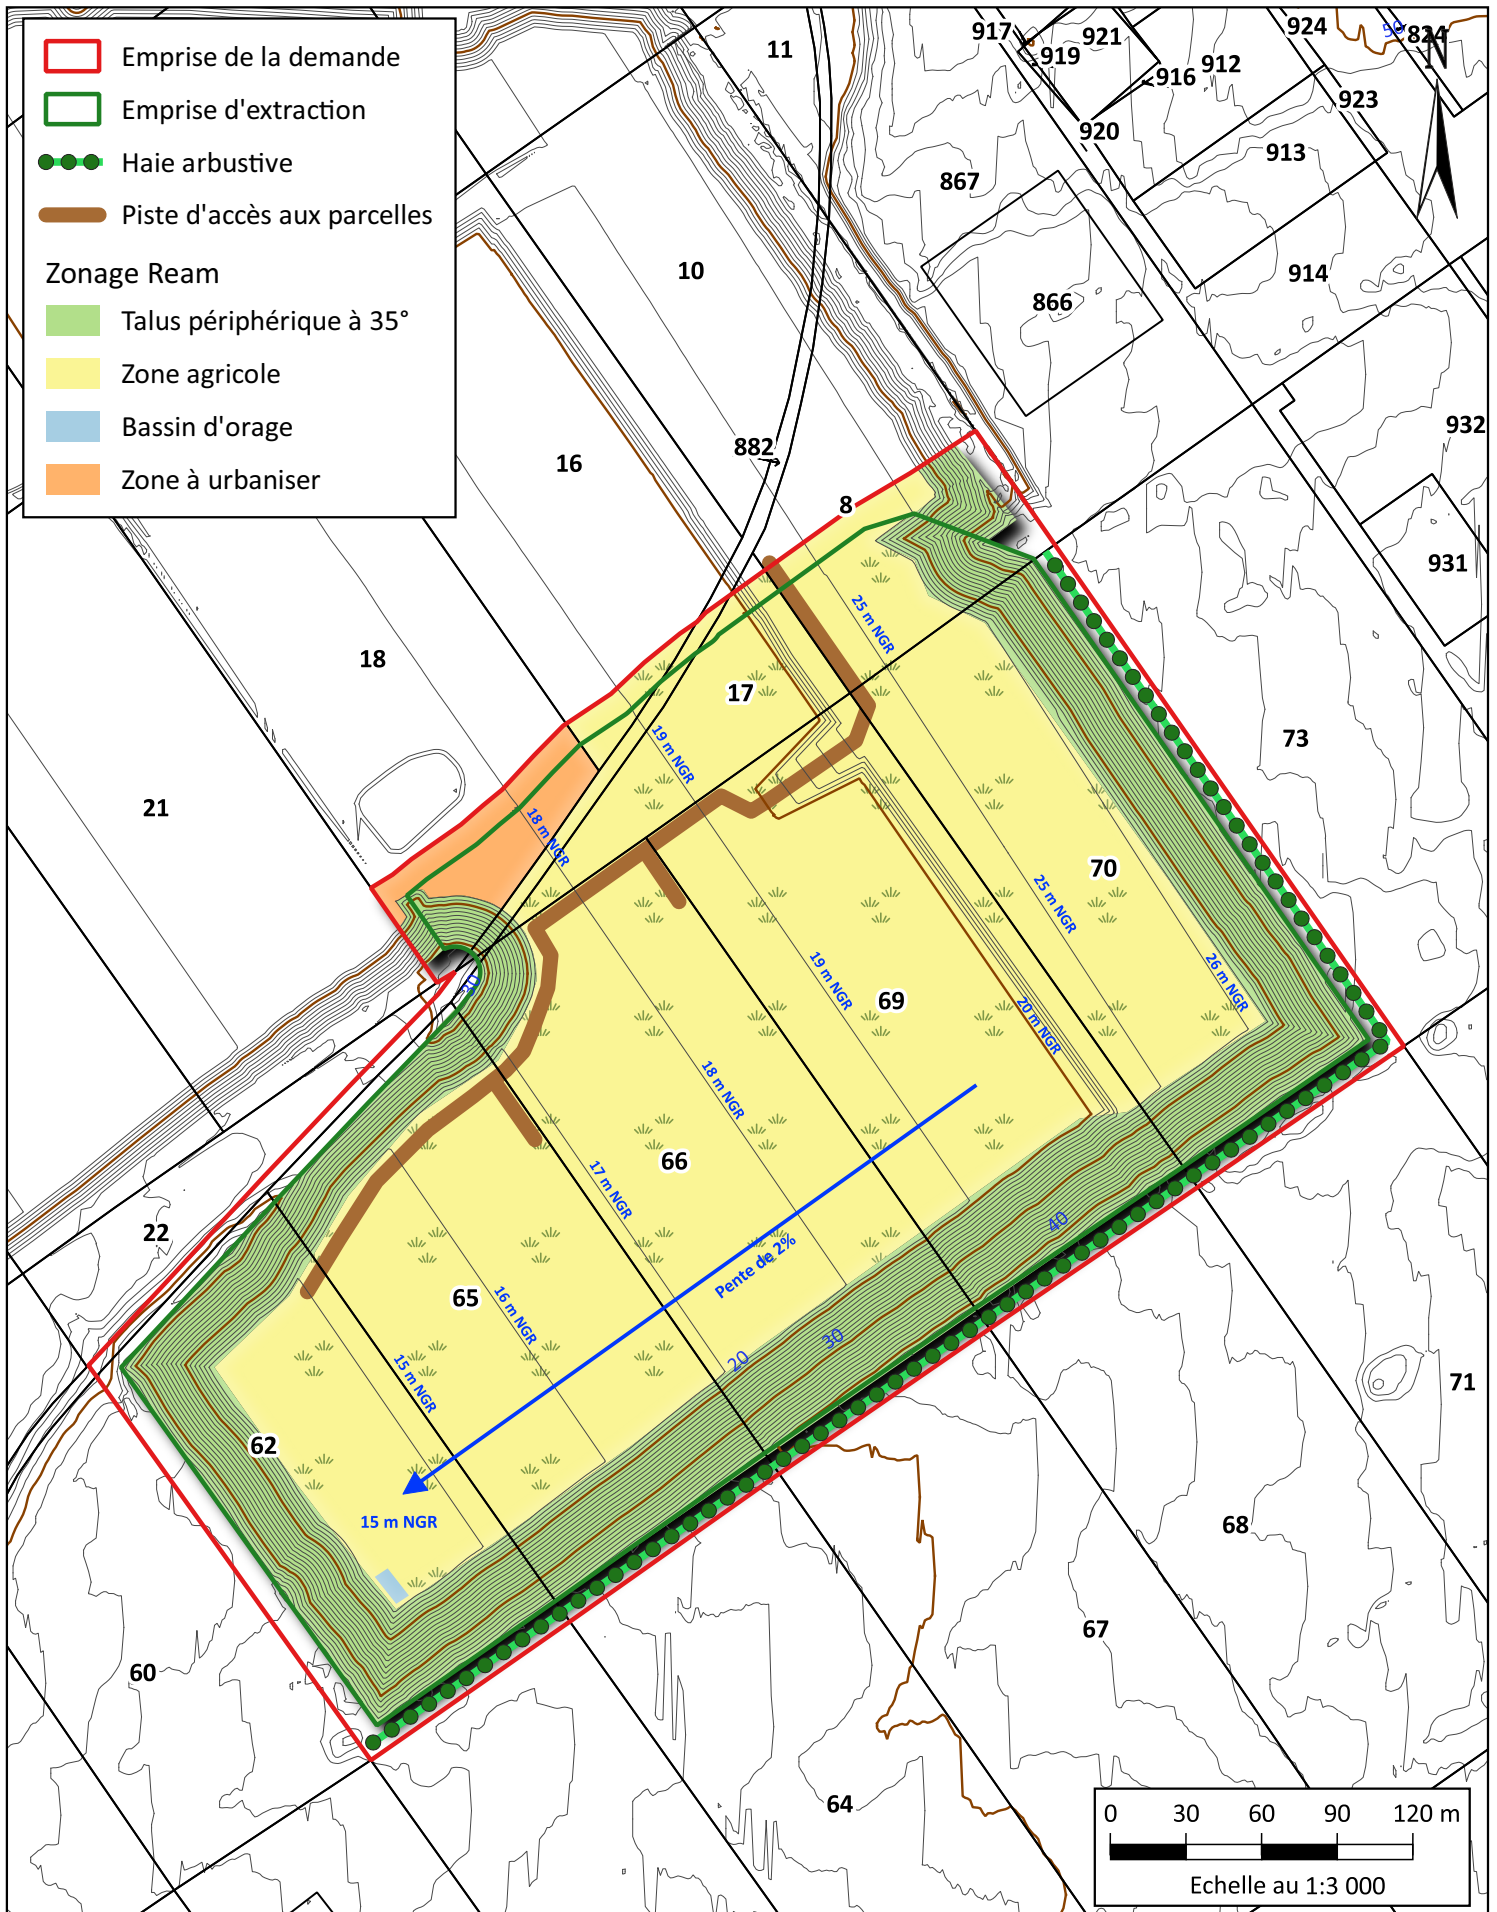 Emprise de la demande
Emprise d'extraction
Haie arbustive
Piste d'accès aux parcelles
Zonage Ream
Talus périphérique à 35°
Zone agricole
Bassin d'orage
Zone à urbaniser
11
917
919
921
916
912
920
924
50
824
N
923
913
867
10
866
914
882
16
8
932
931
18
25 m NGR
17
19 m NGR
73
21
18 m NGR
70
25 m NGR
26 m NGR
30
19 m NGR
69
20 m NGR
18 m NGR
66
17 m NGR
22
40
Pente de 2%
65
16 m NGR
30
20
15 m NGR
71
62
15 m NGR
68
67
60
64
0 30 60 90 120 m
Echelle au 1:3 000